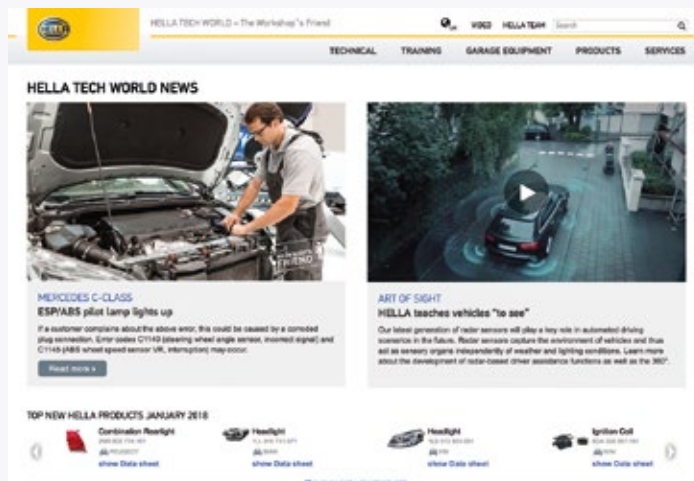 HELLA
HELLA TECH WORLD – The Workshop's Friend
VIDEO HELLA TEAM Search
TECHNICAL TRAINING GARAGE EQUIPMENT PRODUCTS SERVICES
HELLA TECH WORLD NEWS
FRIEND
MERCEDES C-CLASS
ESP/ABS pilot lamp lights up
If a customer complains about the above error, this could be caused by a corroded
plug connection. Error codes C1140 (steering wheel angle sensor, incorrect signal) and
C1145 (ABS wheel speed sensor VR, interruption) may occur.
Read more »
ART OF SIGHT
HELLA teaches vehicles "to see"
Our latest generation of radar sensors will play a key role in automated driving
scenarios in the future. Radar sensors capture the environment of vehicles and thus
act as sensory organs independently of weather and lighting conditions. Learn more
about the development of radar-based driver assistance functions as well as the 360°.
TOP NEW HELLA PRODUCTS JANUARY 2018
Combination Rearlight
PEUGEOT
show Data sheet
Headlight
BMW
show Data sheet
Headlight
VW
show Data sheet
Ignition Coil
show Data sheet